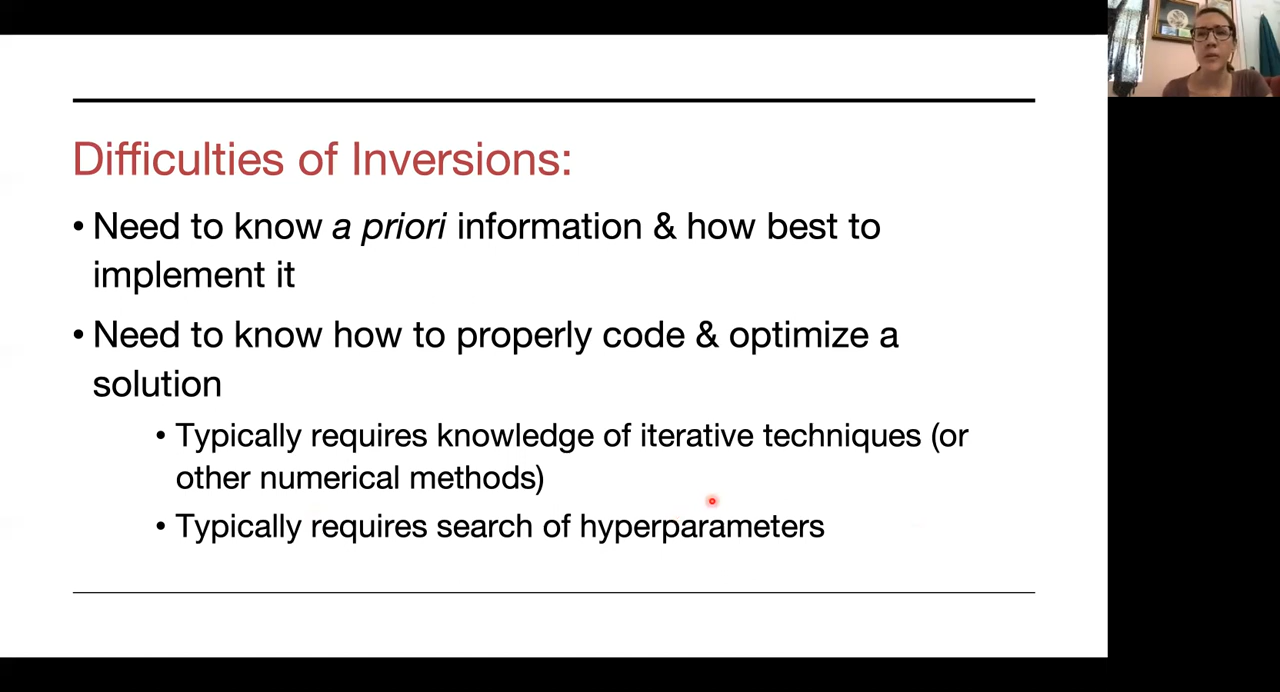 Difficulties of Inversions:
• Need to know a priori information & how best to
implement it
• Need to know how to properly code & optimize a
solution
• Typically requires knowledge of iterative techniques (or
other numerical methods)
• Typically requires search of hyperparameters